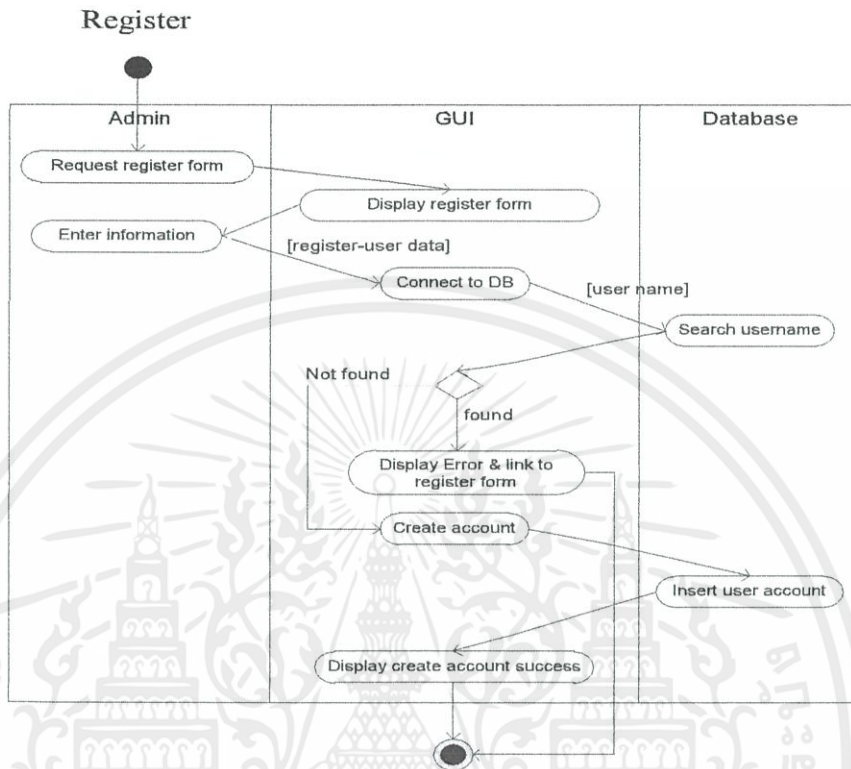 Register
Admin
GUI
Database
Request register form
Display register form
Enter information
[register-user data]
Connect to DB
[user name]
Search username
Not found
found
Display Error & link to
register form
Create account
Insert user account
Display create account success